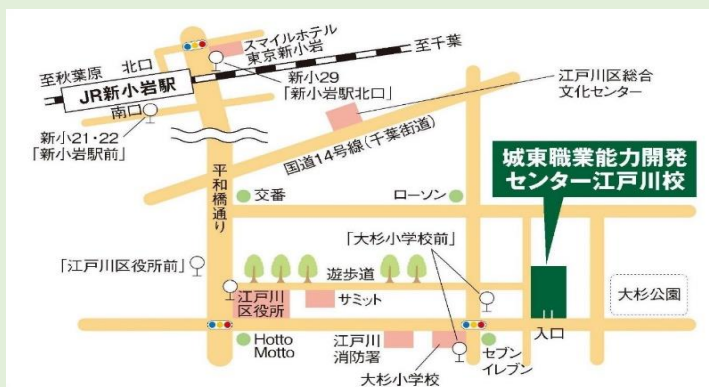 スマイルホテル
東京新小岩
至千葉
至秋葉原
北口
JR新小岩駅
新小29
「新小岩駅北口」
江戸川区総合
文化センター
南口
新小21・22
「新小岩駅前」
国道14号線(千葉街道)
城東職業能力開発
センター江戸川校
平和橋通り
交番
ローソン
「大杉小学校前」
「江戸川区役所前」
遊歩道
江戸川
区役所
サミット
大杉公園
入口
Hotto
Motto
江戸川
消防署
セブン
イレブン
大杉小学校